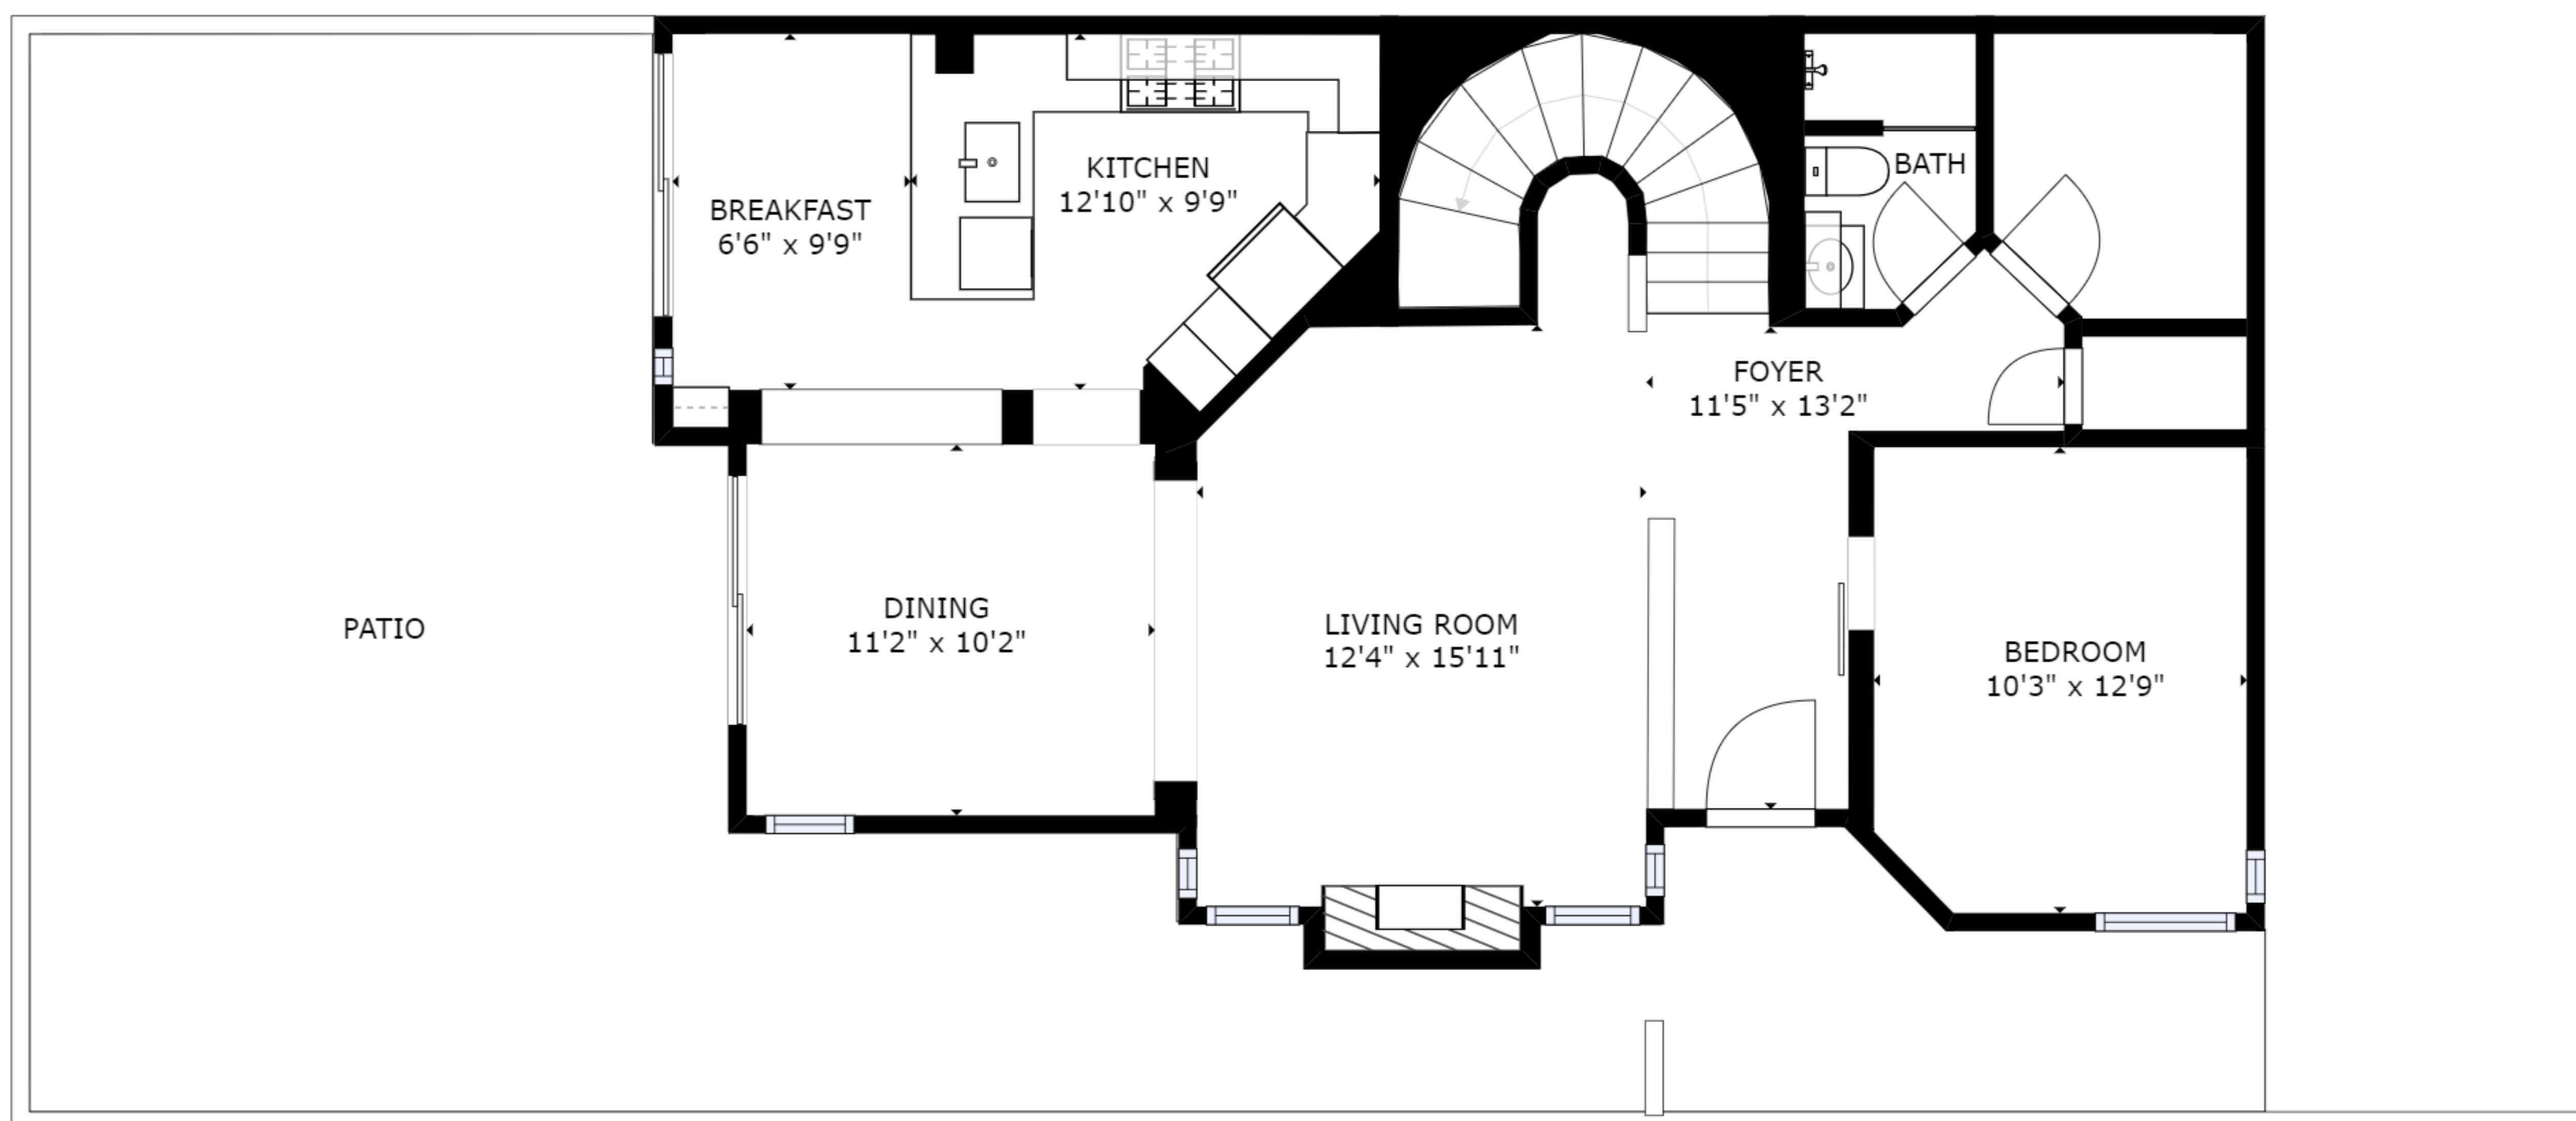 KITCHEN
12'10" x 9'9"
BATH
BREAKFAST
6'6" x 9'9"
FOYER
11'5" x 13'2"
DINING
11'2" x 10'2"
PATIO
LIVING ROOM
12'4" x 15'11"
BEDROOM
10'3" x 12'9"